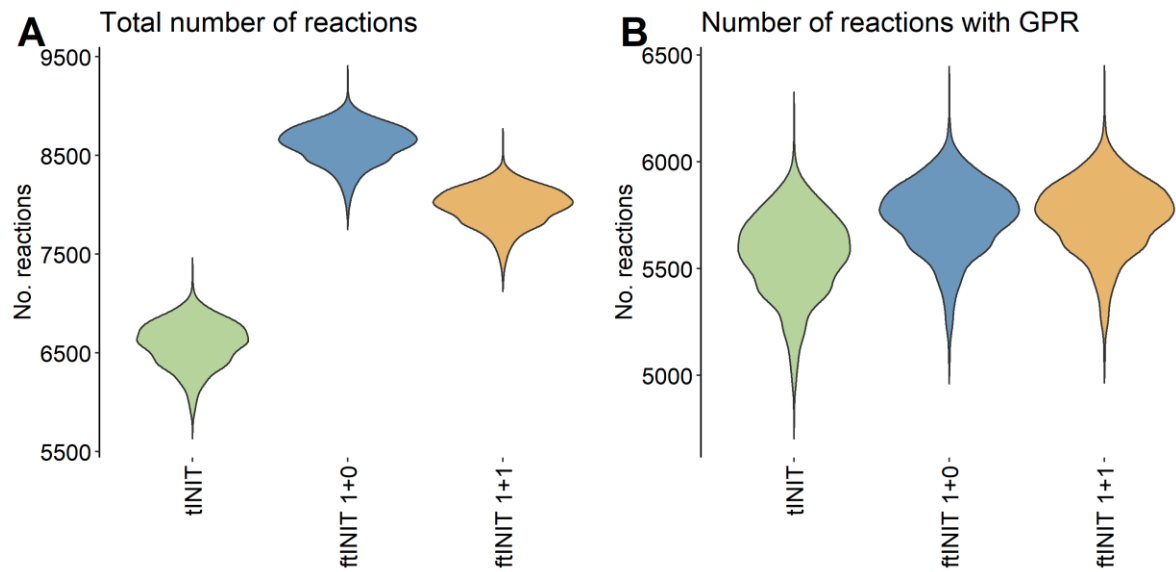 A
Total number of reactions
No. reactions
9500
8500
7500
6500
5500
tINIT
ftINIT 1+0
ftINIT 1+1
B
Number of reactions with GPR
No. reactions
6500
6000
5500
5000
tINIT
ftINIT 1+0
ftINIT 1+1